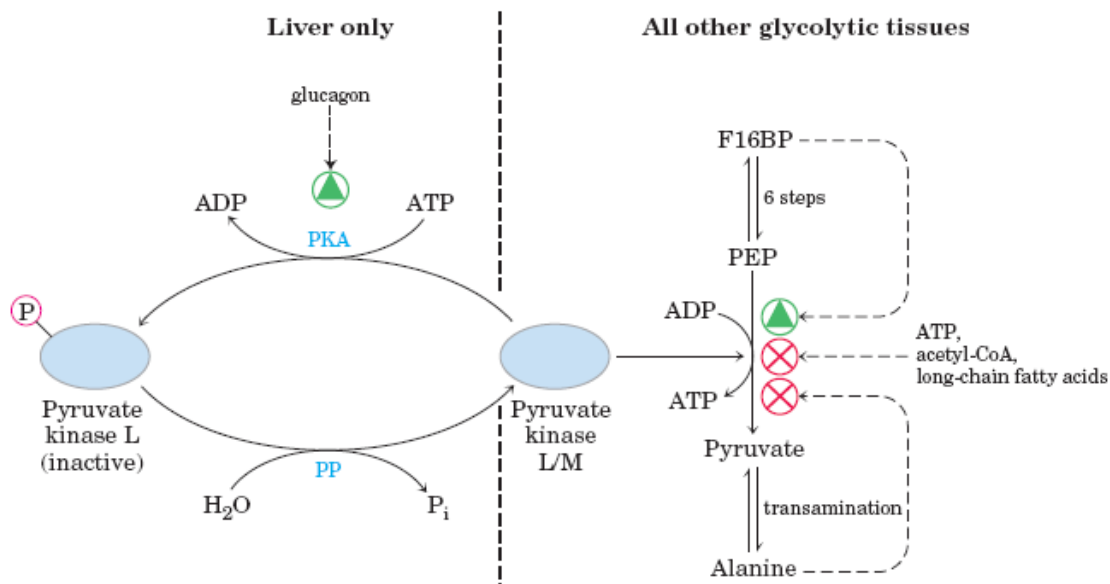 Liver only
All other glycolytic tissues
glucagon
F16BP
ADP
ATP
6 steps
PKA
PEP
P
ADP
ATP,
acetyl-CoA,
long-chain fatty acids
ATP
Pyruvate
kinase L
(inactive)
Pyruvate
kinase
L/M
Pyruvate
PP
H₂O
Pᵢ
transamination
Alanine